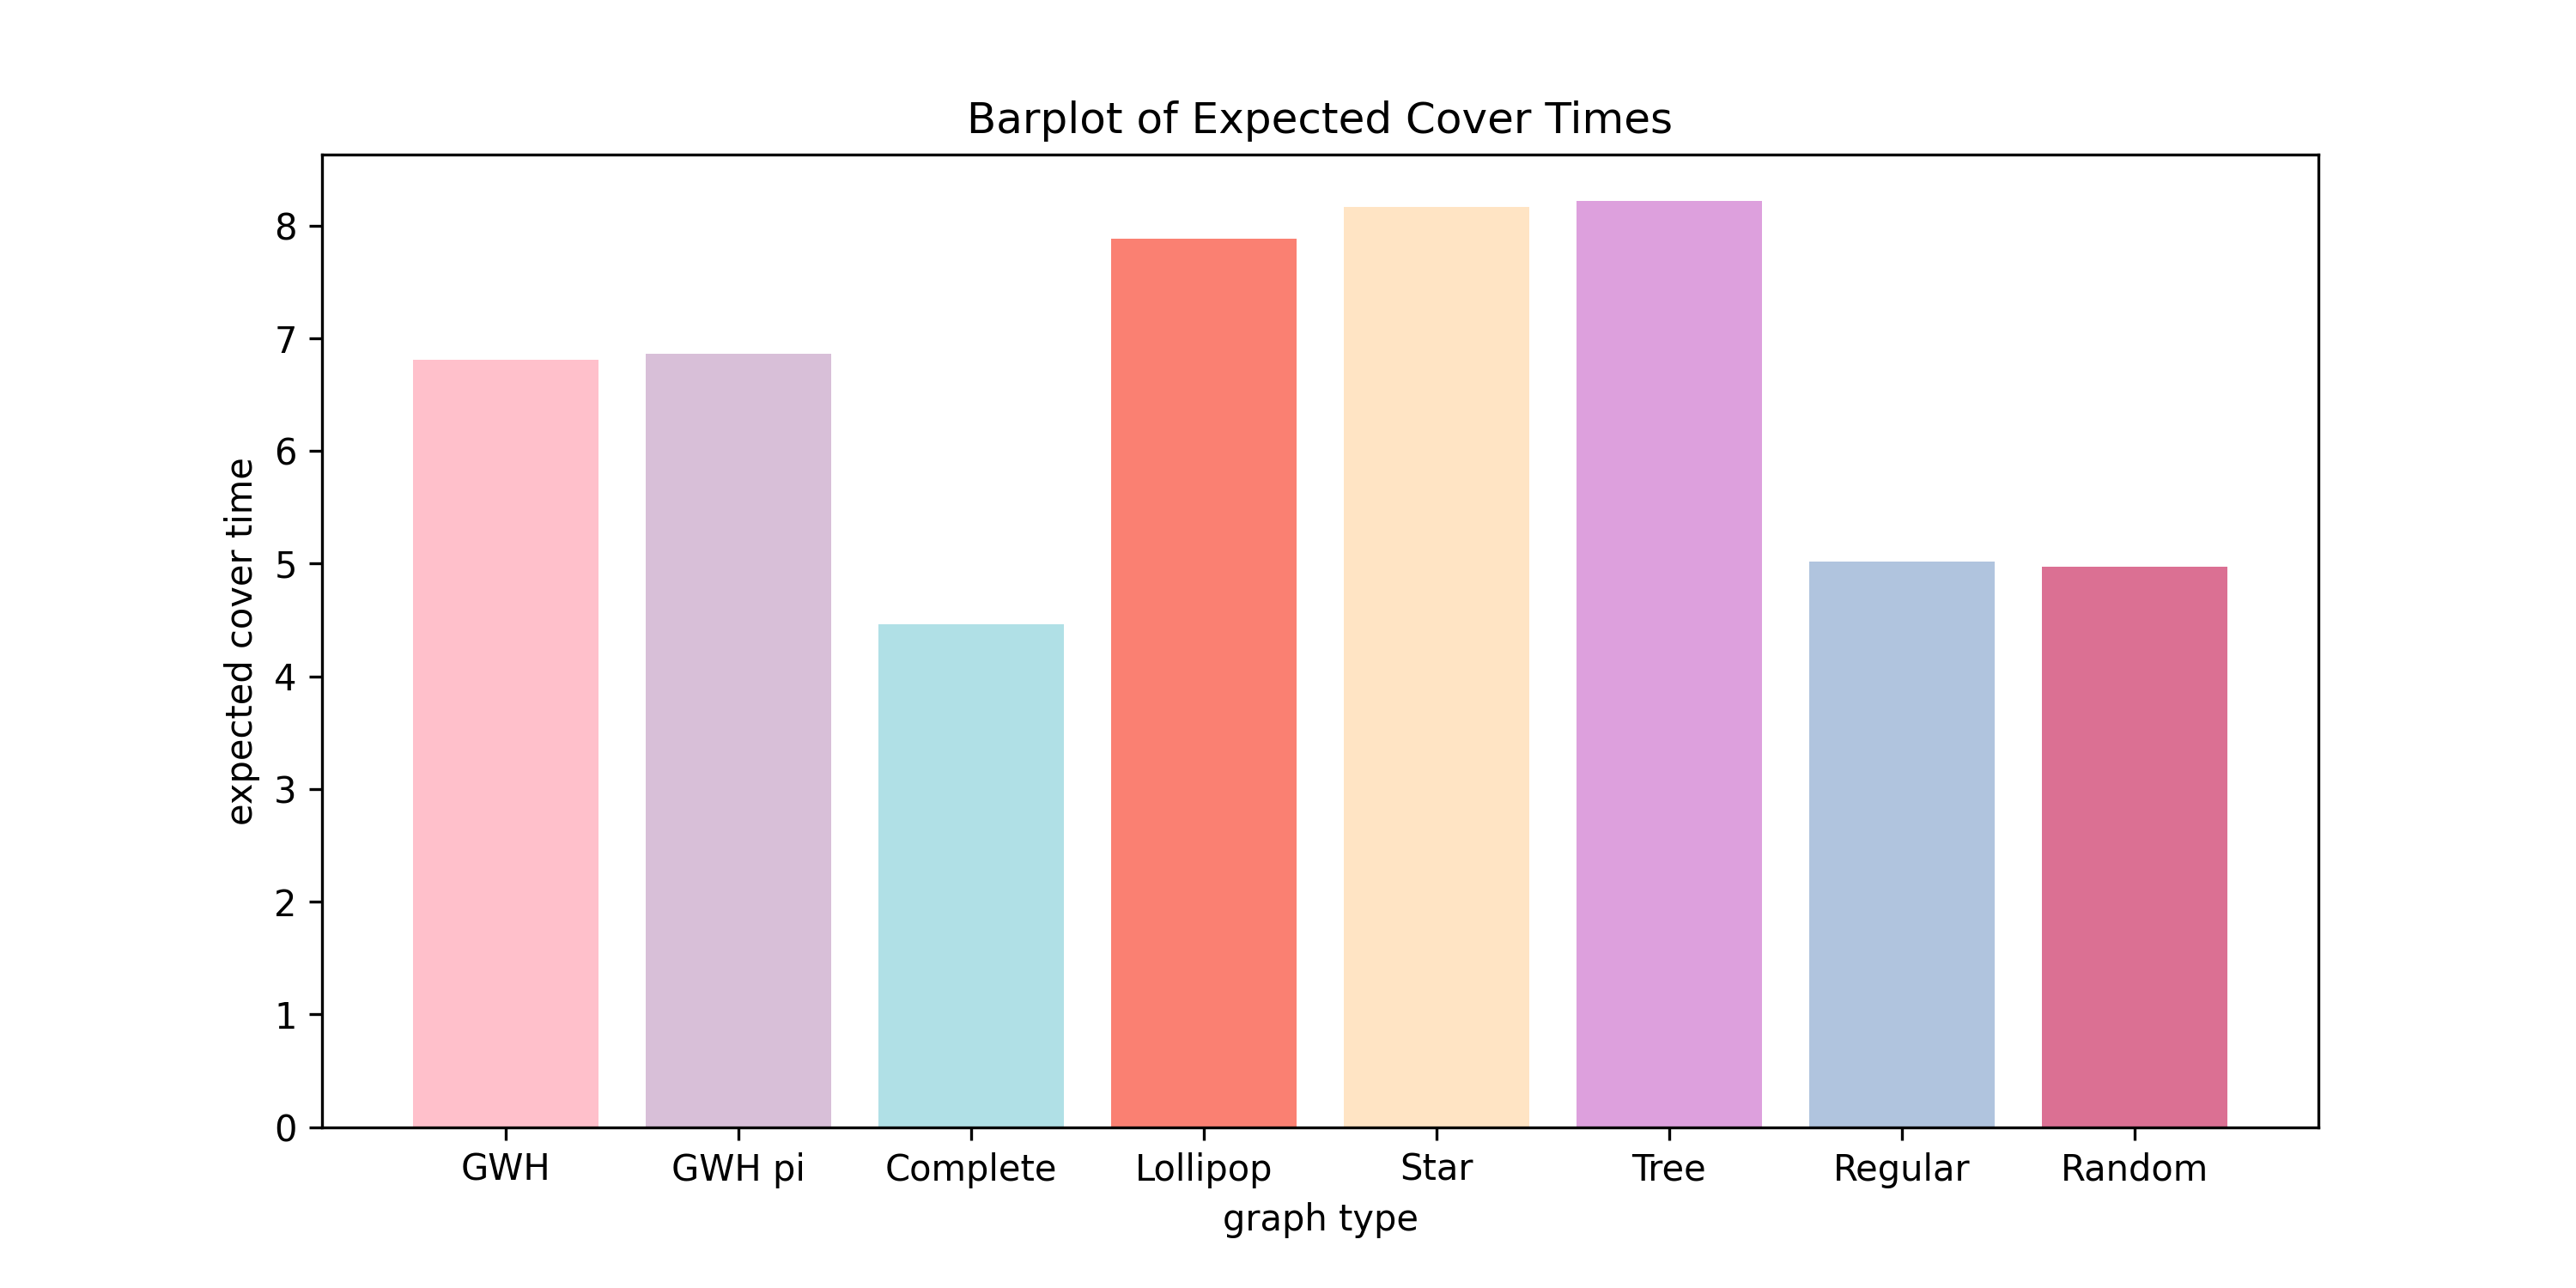 Barplot of Expected Cover Times
expected cover time
8
7
6
5
4
3
2
1
0
GWH GWH pi Complete Lollipop Star Tree Regular Random
graph type